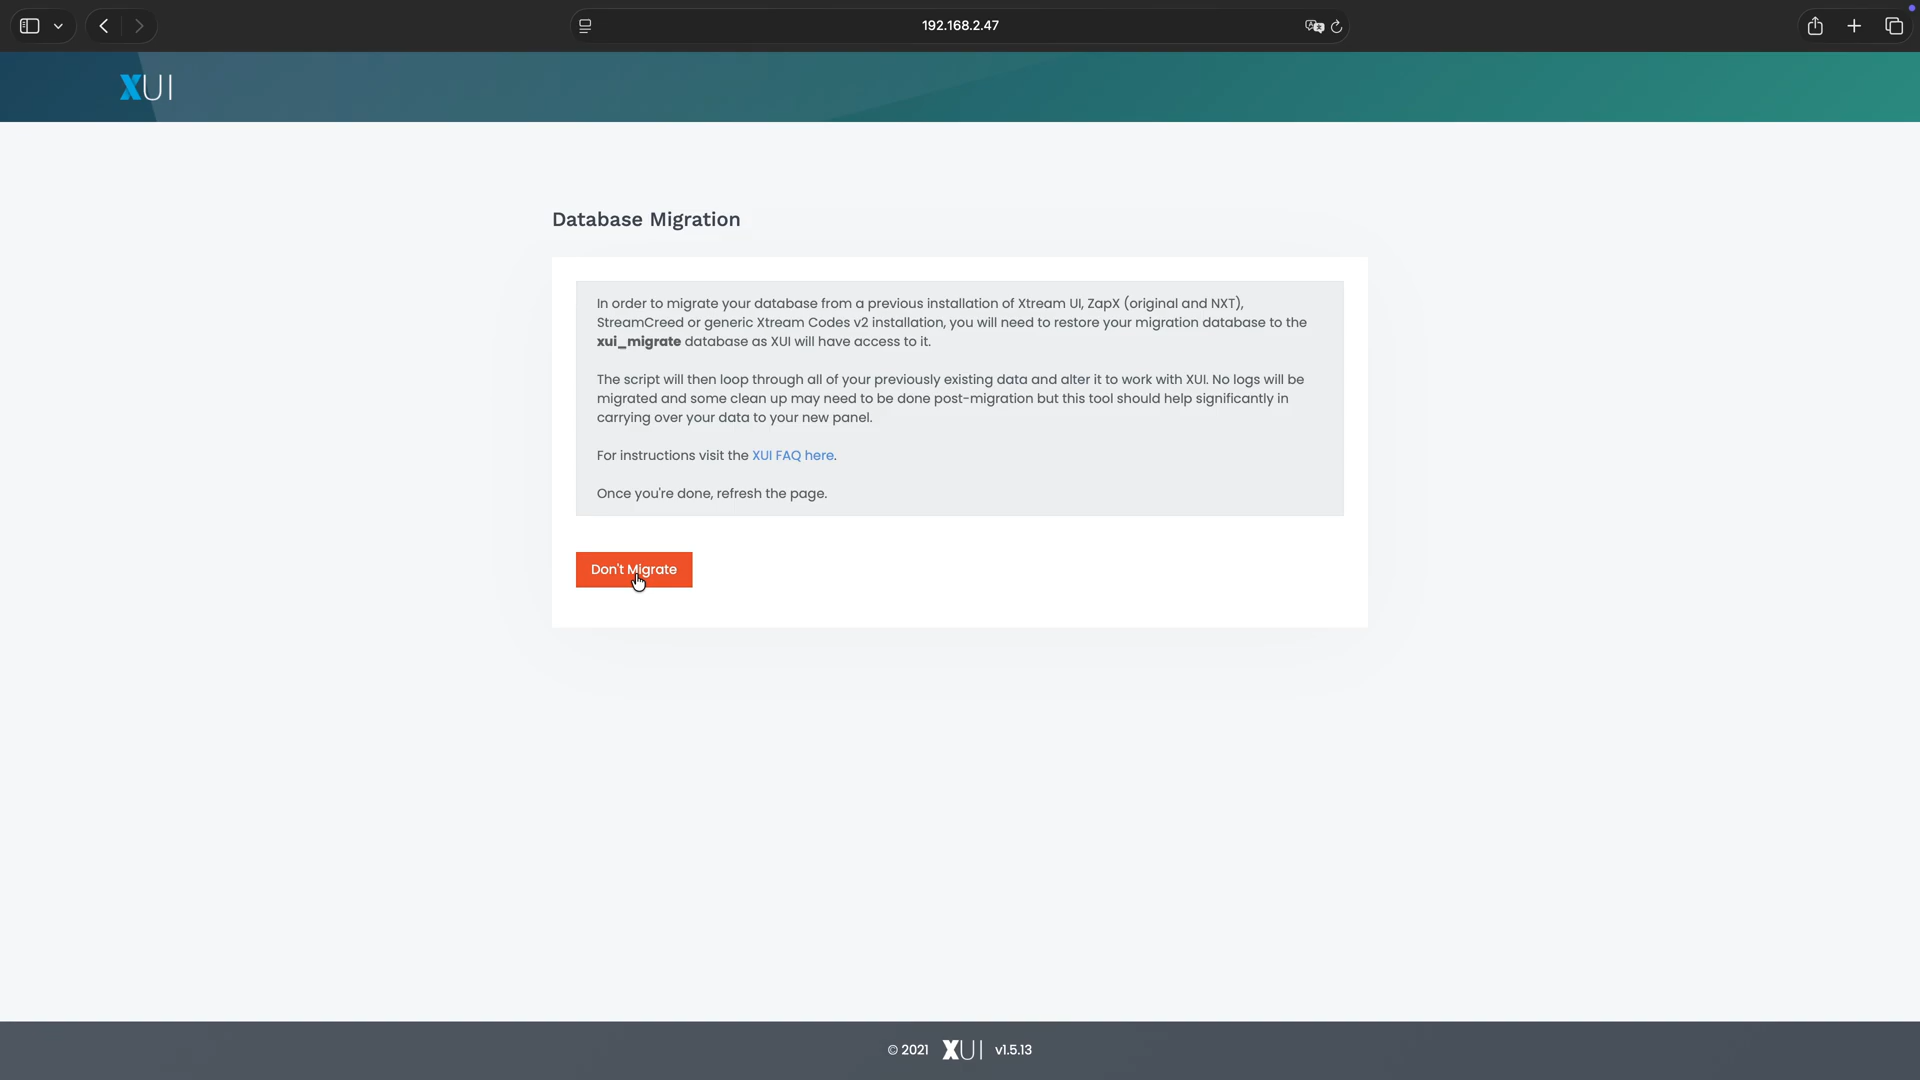 192.168.2.47
XUI
Database Migration
In order to migrate your database from a previous installation of Xtream UI, ZapX (original and NXT),
StreamCreed or generic Xtream Codes v2 installation, you will need to restore your migration database to the
xui_migrate database as XUI will have access to it.
The script will then loop through all of your previously existing data and alter it to work with XUI. No logs will be
migrated and some clean up may need to be done post-migration but this tool should help significantly in
carrying over your data to your new panel.
For instructions visit the XUI FAQ here.
Once you're done, refresh the page.
Don't Migrate
© 2021 XUI v1.5.13